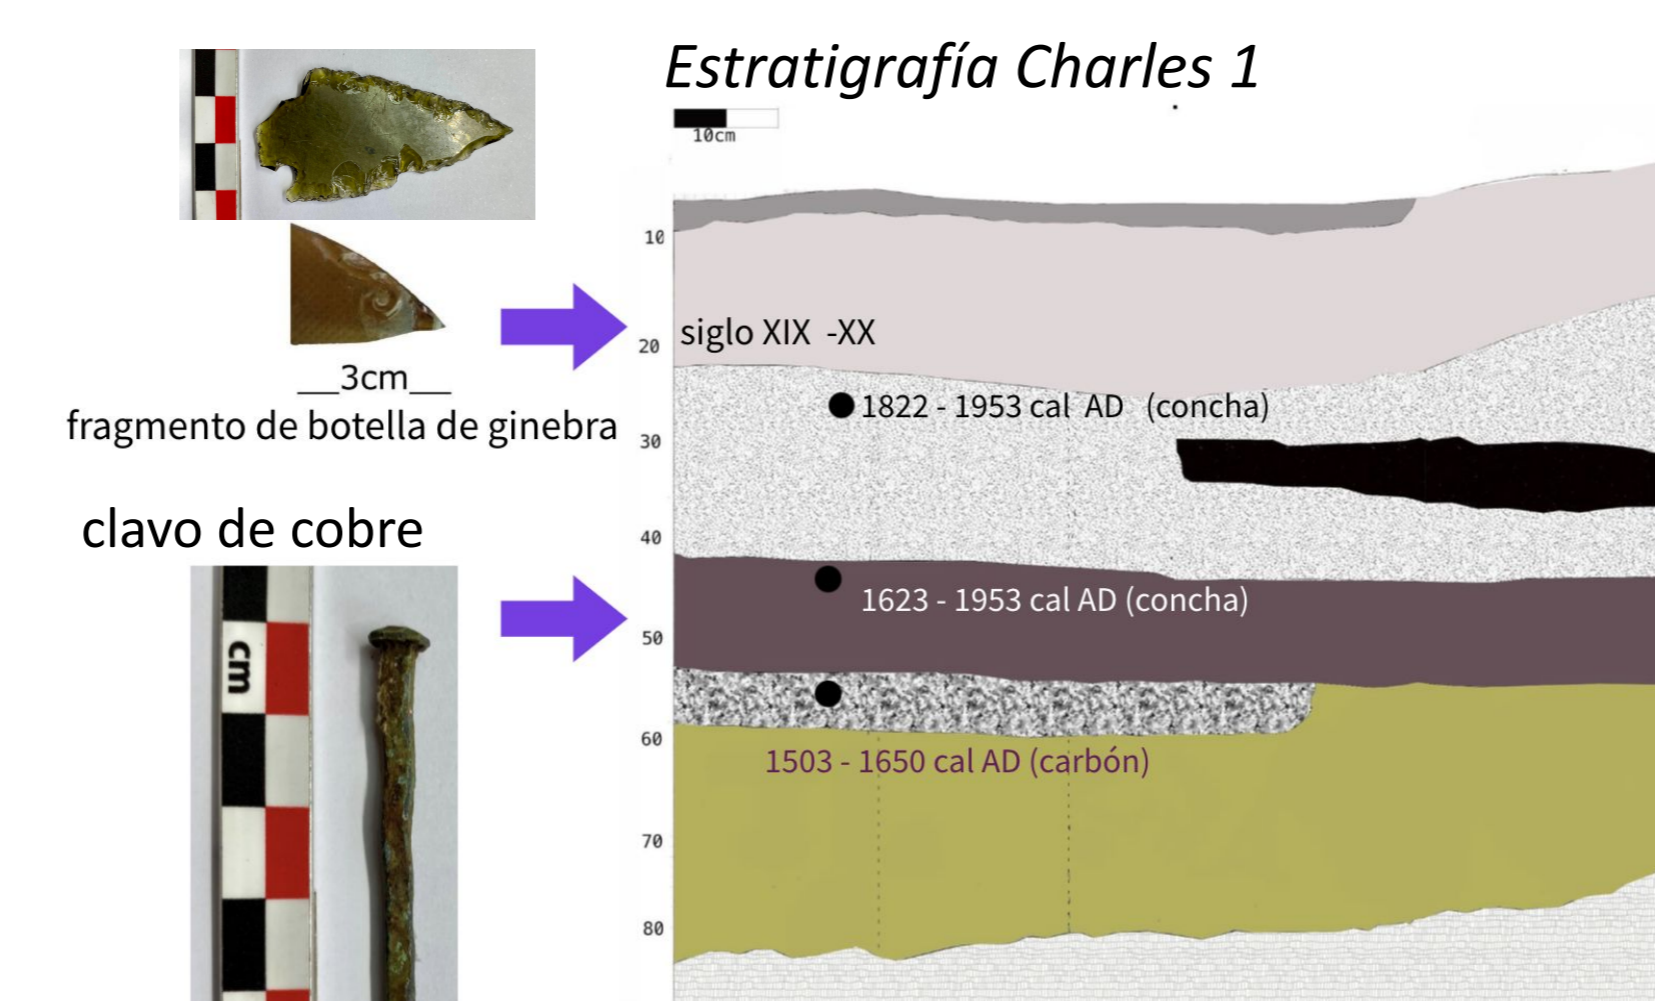 Estratigrafía Charles 1
10cm
10
siglo XIX -XX
20
___3cm___
1822 - 1953 cal AD (concha)
fragmento de botella de ginebra
30
clavo de cobre
40
1623 - 1953 cal AD (concha)
50
cm
60
1503 - 1650 cal AD (carbón)
70
80